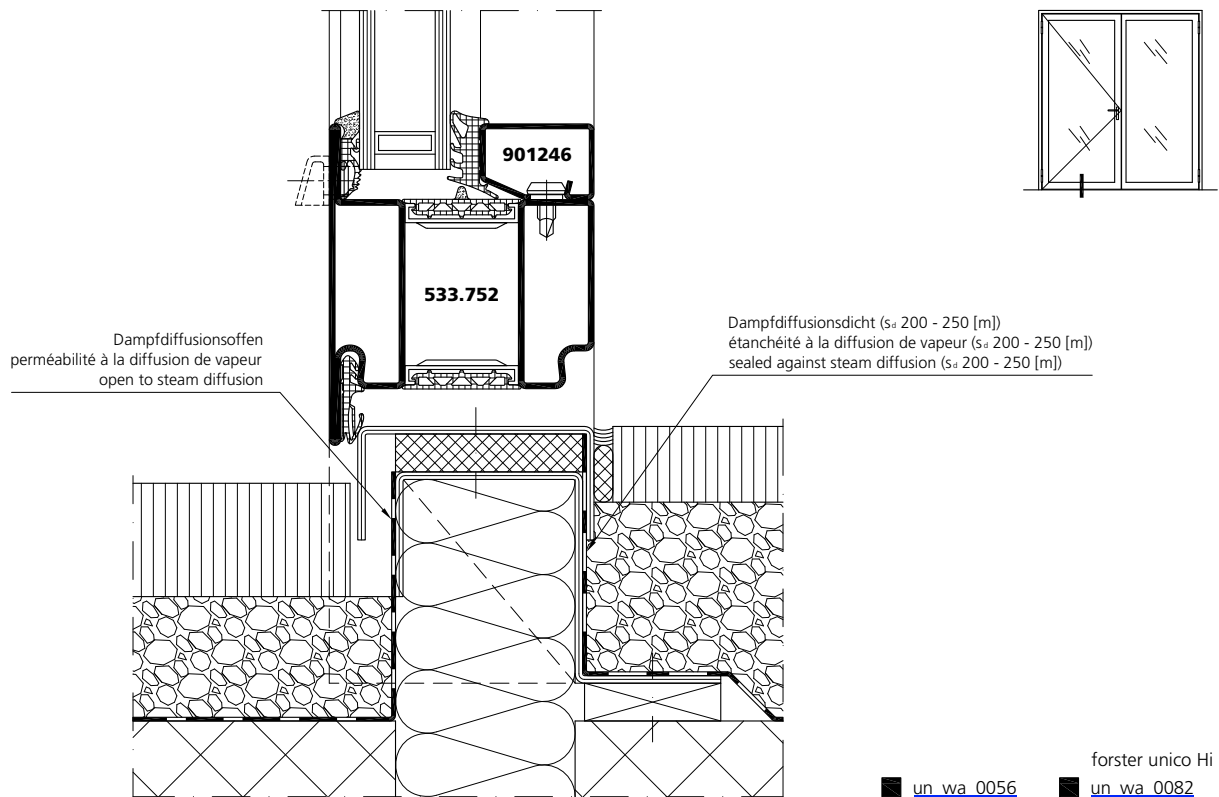 901246
533.752
Dampfdiffusionsoffen
perméabilité à la diffusion de vapeur
open to steam diffusion
Dampfdiffusionsdicht (sd 200 - 250 [m])
étanchéité à la diffusion de vapeur (sd 200 - 250 [m])
sealed against steam diffusion (sd 200 - 250 [m])
forster unico Hi
un_wa_0056
un_wa_0082